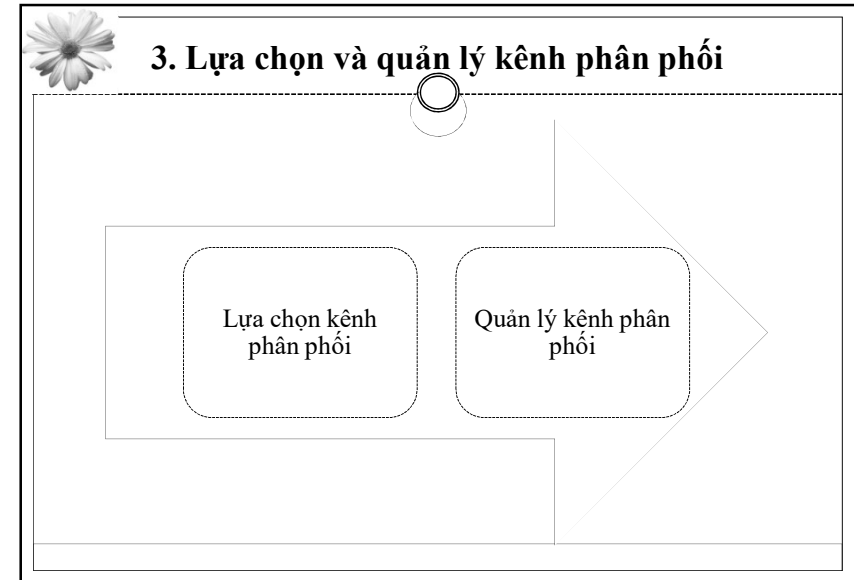 3. Lựa chọn và quản lý kênh phân phối
Lựa chọn kênh
phân phối
Quản lý kênh phân
phối